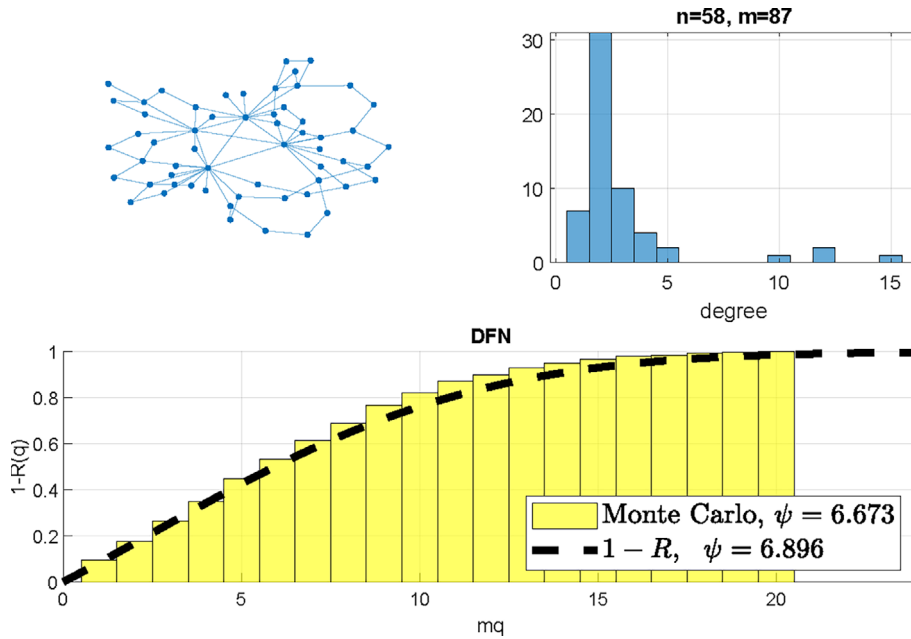 n=58, m=87
30
20
10
0
0 5 10 15
degree
DFN
1-R(q)
1
0.8
0.6
0.4
0.2
0
Monte Carlo, ψ = 6.673
1 − R, ψ = 6.896
0 5 10 15 20
mq